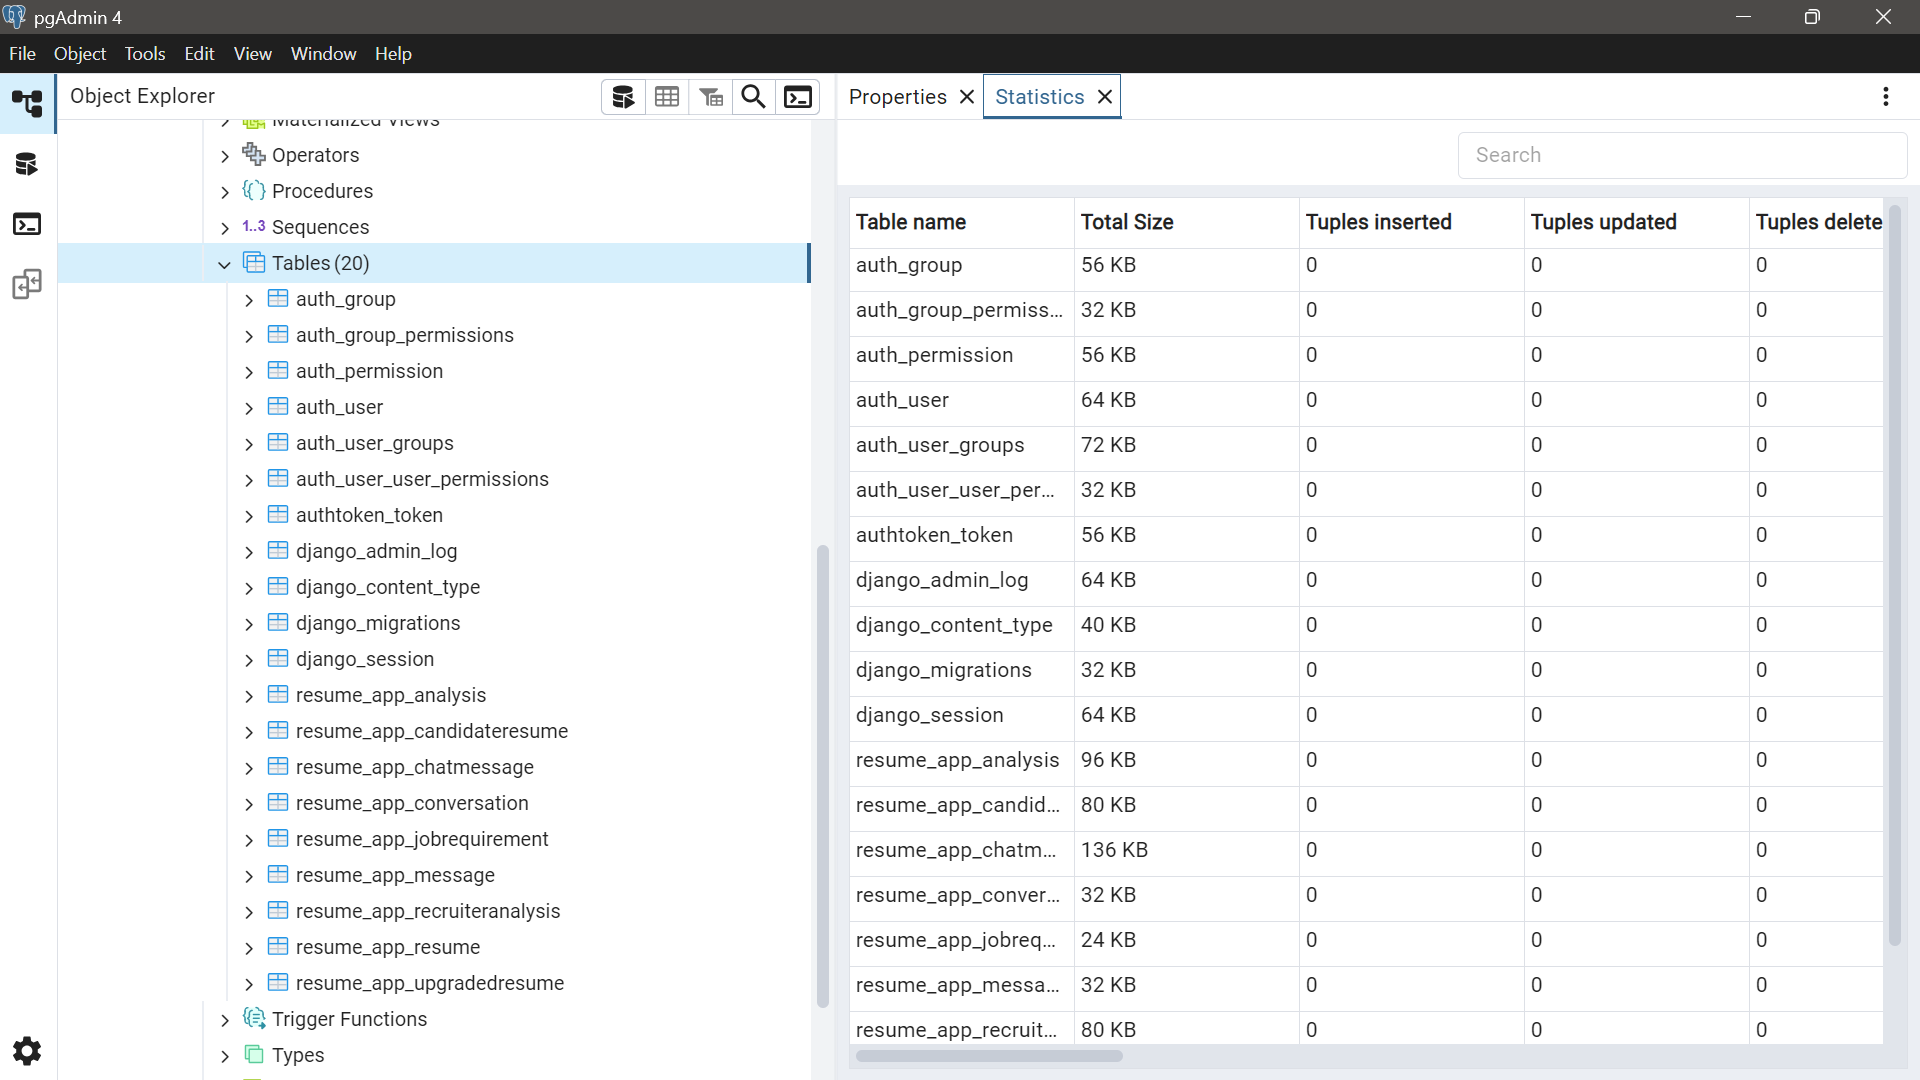 pgAdmin 4
File Object Tools Edit View Window Help
Object Explorer
Properties
Statistics
Materialized Views
Operators
Procedures
1..3 Sequences
Tables (20)
auth_group
auth_group_permissions
auth_permission
auth_user
auth_user_groups
auth_user_user_permissions
authtoken_token
django_admin_log
django_content_type
django_migrations
django_session
resume_app_analysis
resume_app_candidateresume
resume_app_chatmessage
resume_app_conversation
resume_app_jobrequirement
resume_app_message
resume_app_recruiteranalysis
resume_app_resume
resume_app_upgradedresume
Trigger Functions
Types
Search
Table name Total Size Tuples inserted Tuples updated Tuples delete
auth_group 56 KB 0 0 0
auth_group_permiss... 32 KB 0 0 0
auth_permission 56 KB 0 0 0
auth_user 64 KB 0 0 0
auth_user_groups 72 KB 0 0 0
auth_user_user_per... 32 KB 0 0 0
authtoken_token 56 KB 0 0 0
django_admin_log 64 KB 0 0 0
django_content_type 40 KB 0 0 0
django_migrations 32 KB 0 0 0
django_session 64 KB 0 0 0
resume_app_analysis 96 KB 0 0 0
resume_app_candid... 80 KB 0 0 0
resume_app_chatm... 136 KB 0 0 0
resume_app_conver... 32 KB 0 0 0
resume_app_jobreq... 24 KB 0 0 0
resume_app_messa... 32 KB 0 0 0
resume_app_recruit... 80 KB 0 0 0